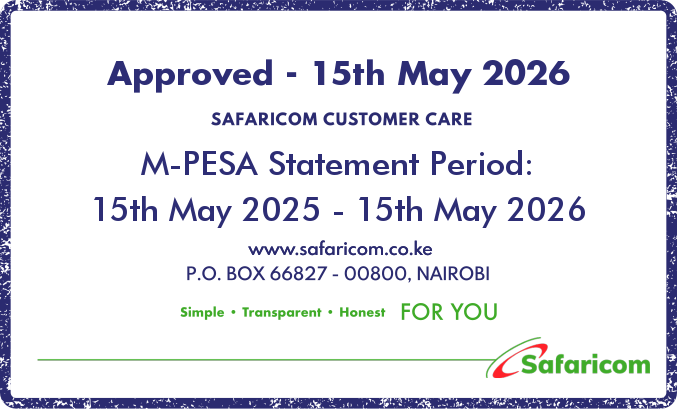 Approved - 15th May 2026
SAFARICOM CUSTOMER CARE
M-PESA Statement Period:
15th May 2025 - 15th May 2026
www.safaricom.co.ke
P.O. BOX 66827 - 00800, NAIROBI
Simple • Transparent • Honest FOR YOU
Safaricom